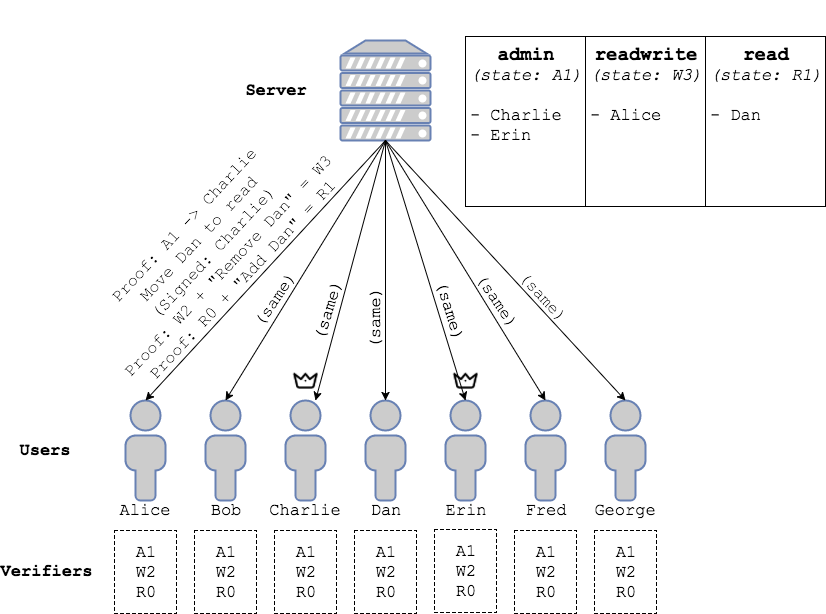 Server
admin
(state: A1)
- Charlie
- Erin
readwrite
(state: W3)
- Alice
read
(state: R1)
- Dan
Proof: A1 -> Charlie
Move Dan to read
(Signed: Charlie)
Proof: W2 + "Remove Dan" = W3
Proof: R0 + "Add Dan" = R1
(same)
(same)
(same)
(same)
(same)
(same)
Users
Alice
Bob
Charlie
Dan
Erin
Fred
George
Verifiers
A1
W2
R0
A1
W2
R0
A1
W2
R0
A1
W2
R0
A1
W2
R0
A1
W2
R0
A1
W2
R0